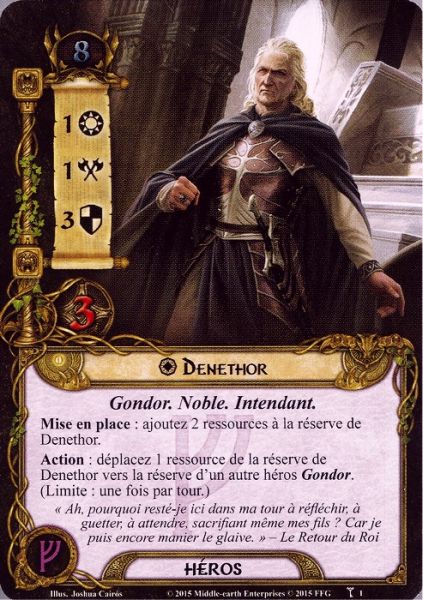 8
1
1
3
3
Denethor
Gondor. Noble. Intendant.
Mise en place : ajoutez 2 ressources à la réserve de
Denethor.
Action : déplacez 1 ressource de la réserve de
Denethor vers la réserve d'un autre héros Gondor.
(Limite : une fois par tour.)
« Ah, pourquoi resté-je ici dans ma tour à réfléchir, à
guetter, à attendre, sacrifiant même mes fils ? Car je
puis encore manier le glaive. » – Le Retour du Roi
HÉROS
Illus. Joshua Cairós © 2015 Middle-earth Enterprises © 2015 FFG 1